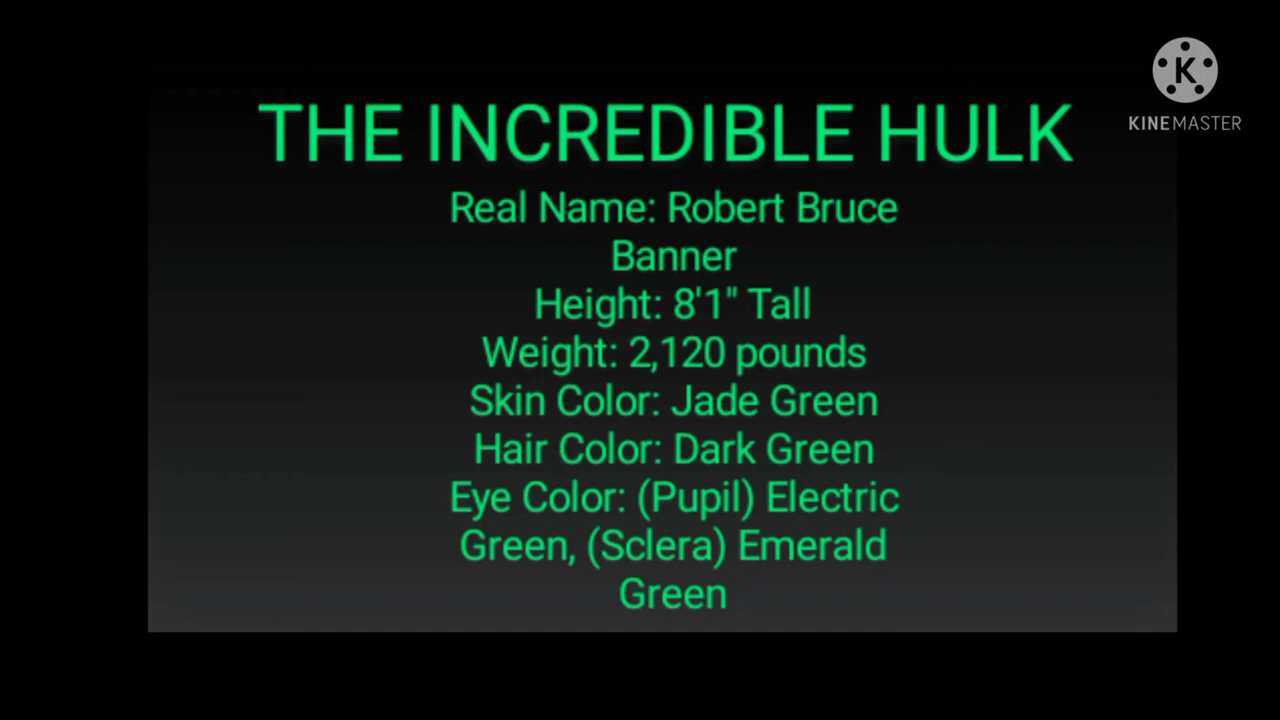 THE INCREDIBLE HULK
Real Name: Robert Bruce
Banner
Height: 8'1" Tall
Weight: 2,120 pounds
Skin Color: Jade Green
Hair Color: Dark Green
Eye Color: (Pupil) Electric
Green, (Sclera) Emerald
Green
K
KINEMASTER